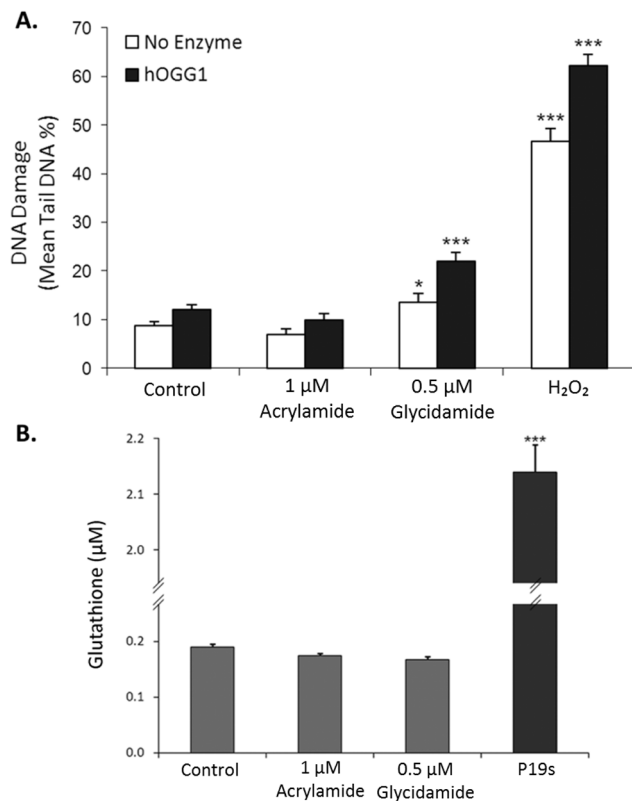 A.
70
60
50
40
30
20
10
0
DNA Damage
(Mean Tail DNA %)
No Enzyme
hOGG1
*
***
***
***
Control
1 μM
Acrylamide
0.5 μM
Glycidamide
H₂O₂
B.
2.2
2.1
2.0
0.2
0.1
0.0
Glutathione (μM)
***
Control
1 μM
Acrylamide
0.5 μM
Glycidamide
P19s